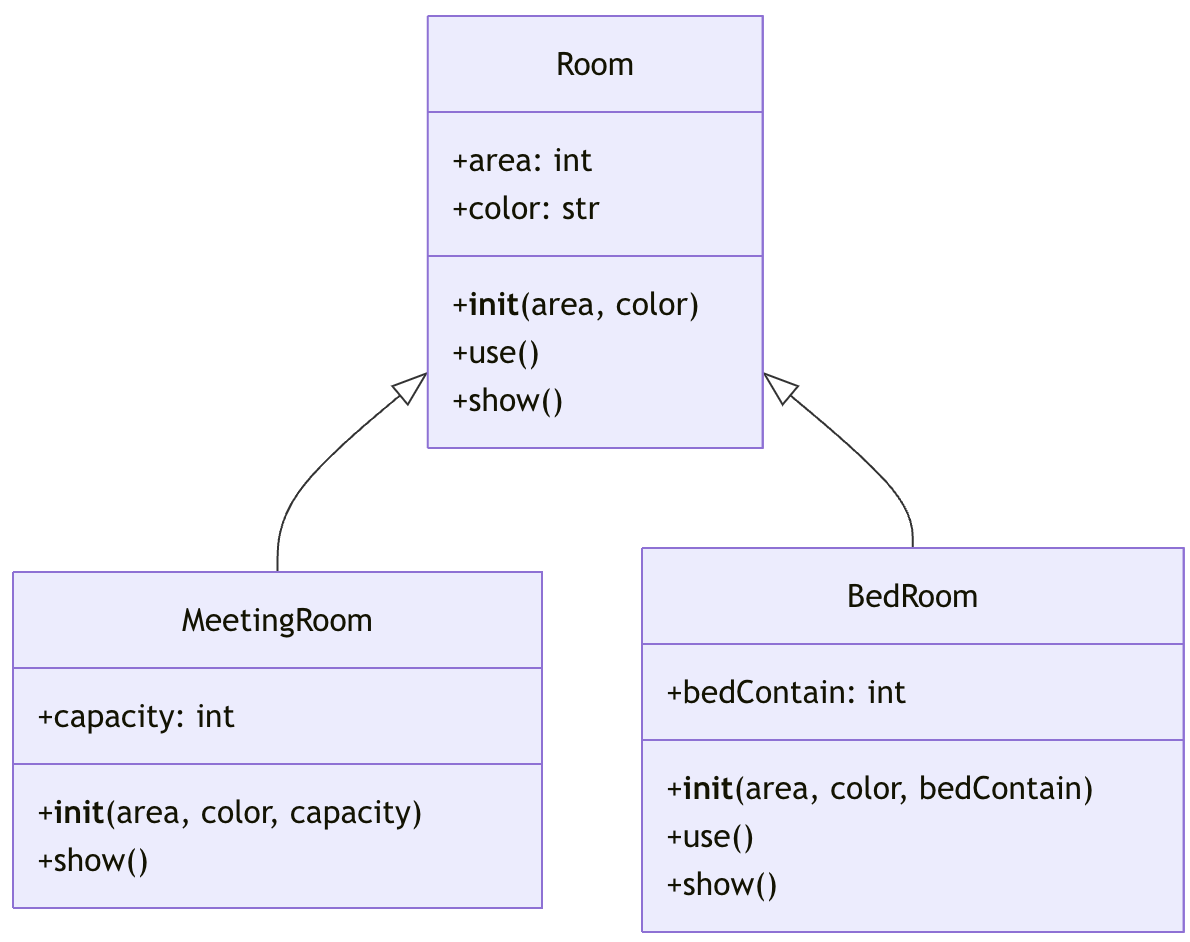 Room
+area: int
+color: str
+init(area, color)
+use()
+show()
MeetingRoom
+capacity: int
+init(area, color, capacity)
+show()
BedRoom
+bedContain: int
+init(area, color, bedContain)
+use()
+show()